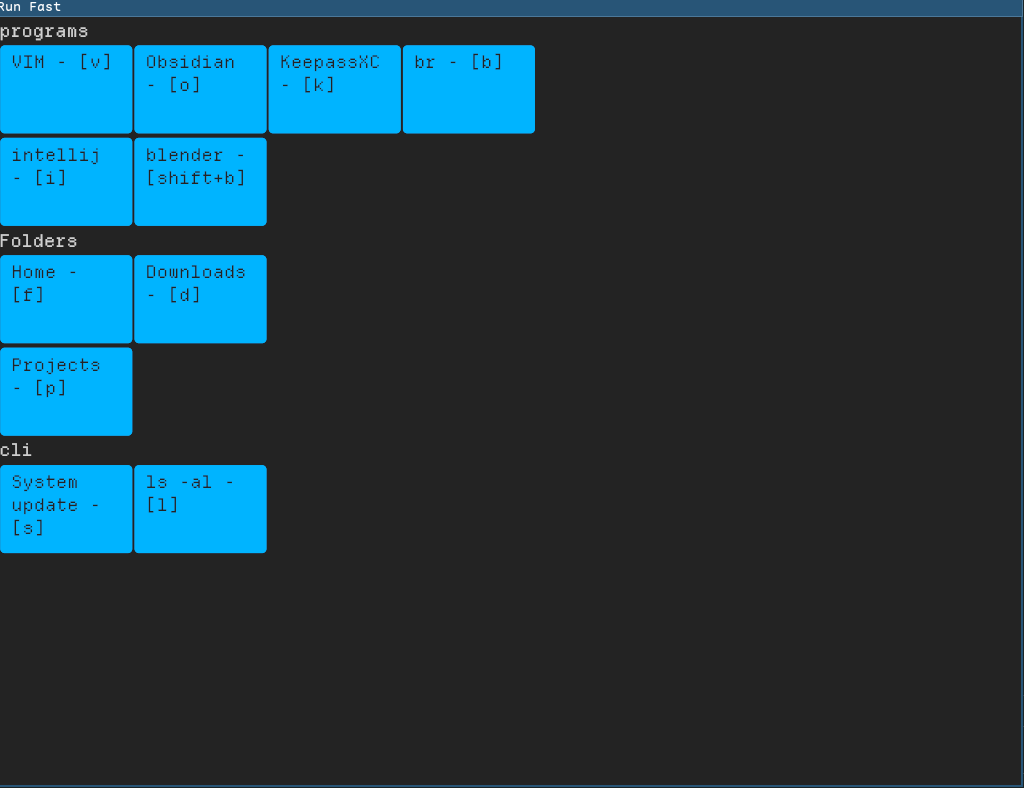 Run Fast
programs
VIM - [v]
Obsidian
- [o]
KeepassXC
- [k]
br - [b]
intellij
- [i]
blender -
[shift+b]
Folders
Home -
[f]
Downloads
- [d]
Projects
- [p]
cli
System
update -
[s]
ls -al -
[l]